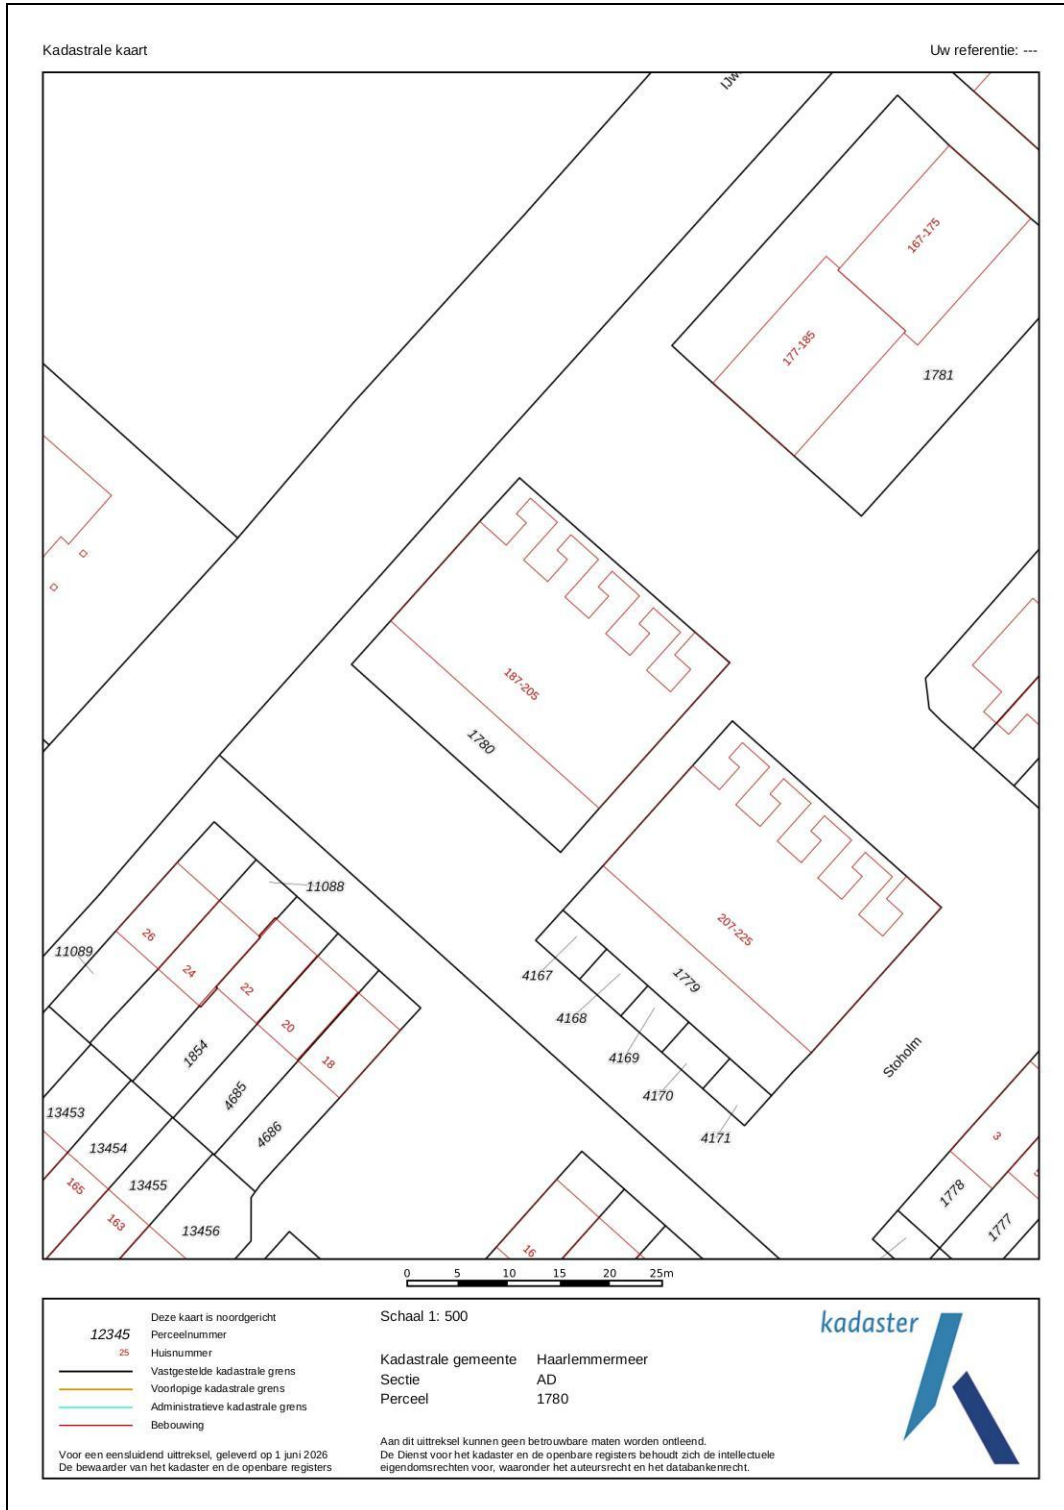 Kadastrale kaart
Uw referentie: ---
IJw
167-175
177-185
1781
187-205
1780
11088
207-225
26
11089
24
4167
22
1779
4168
20
1854
4169
18
Stoholm
4685
4170
13453
4686
4171
3
13454
165
13455
1778
163
13456
1777
16
0 5 10 15 20 25m
Deze kaart is noordgericht
12345 Perceelnummer
25 Huisnummer
Vastgestelde kadastrale grens
Voorlopige kadastrale grens
Administratieve kadastrale grens
Bebouwing
Voor een eensluidend uittreksel, geleverd op 1 juni 2026
De bewaarder van het kadaster en de openbare registers
Schaal 1: 500
Kadastrale gemeente Haarlemmermeer
Sectie AD
Perceel 1780
Aan dit uittreksel kunnen geen betrouwbare maten worden ontleend.
De Dienst voor het kadaster en de openbare registers behoudt zich de intellectuele
eigendomsrechten voor, waaronder het auteursrecht en het databankenrecht.
kadaster